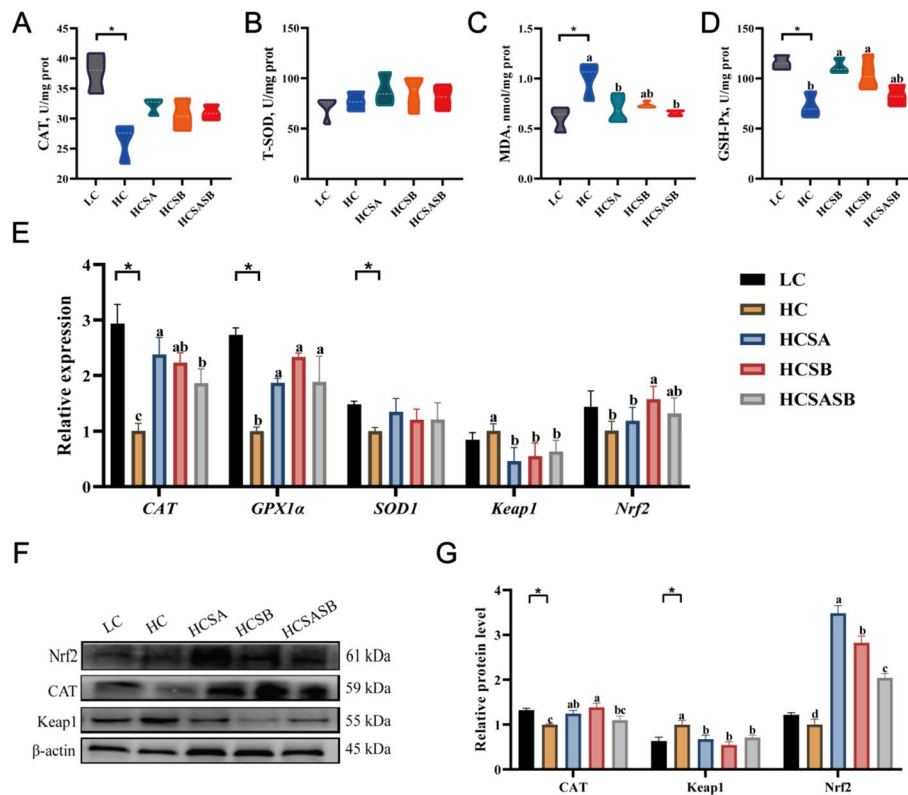 A
B
C
D
CAT, U/mg prot
45
40
35
30
25
20
*
LC
HC
HCSA
HCSB
HCSASB
T-SOD, U/mg prot
150
100
50
0
LC
HC
HCSA
HCSB
HCSASB
MDA, nmol/mg prot
1.5
1.0
0.5
0.0
*
a
b
ab
b
LC
HC
HCSA
HCSB
HCSASB
GSH-Px, U/mg prot
150
100
50
0
*
b
a
a
ab
LC
HC
HCSB
HCSB
HCSASB
E
Relative expression
4
3
2
1
0
*
c
a
ab
b
*
b
a
a
a
*
a
b
b
b
b
b
a
ab
CAT
GPX1α
SOD1
Keap1
Nrf2
LC
HC
HCSA
HCSB
HCSASB
F
LC
HC
HCSA
HCSB
HCSASB
Nrf2
61 kDa
CAT
59 kDa
Keap1
55 kDa
β-actin
45 kDa
G
Relative protein level
4
3
2
1
0
*
c
ab
a
bc
*
a
b
b
b
d
a
b
c
CAT
Keap1
Nrf2